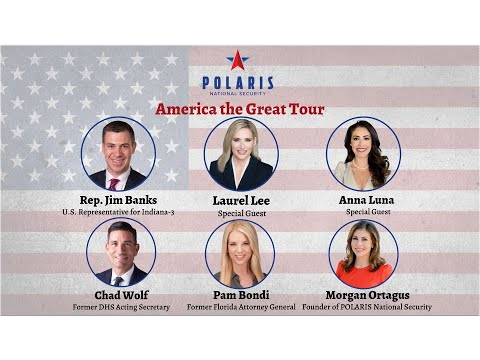 POLARIS
NATIONAL SECURITY
America the Great Tour
Rep. Jim Banks
U.S. Representative for Indiana-3
Laurel Lee
Special Guest
Anna Luna
Special Guest
Chad Wolf
Former DHS Acting Secretary
Pam Bondi
Former Florida Attorney General
Morgan Ortagus
Founder of POLARIS National Security